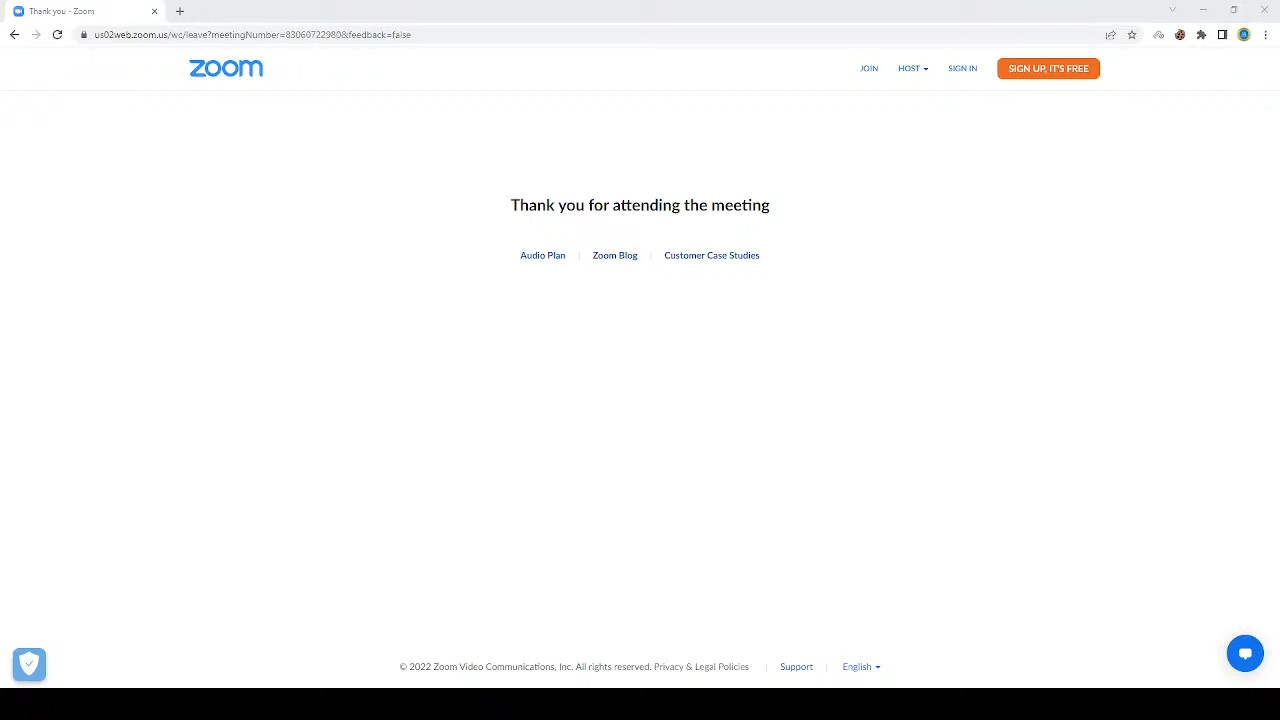 Thank you - Zoom
us02web.zoom.us/wc/leave?meetingNumber=83060722980&feedback=false
zoom JOIN HOST SIGN IN SIGN UP, IT'S FREE
Thank you for attending the meeting
Audio Plan | Zoom Blog | Customer Case Studies
© 2022 Zoom Video Communications, Inc. All rights reserved. Privacy & Legal Policies | Support | English